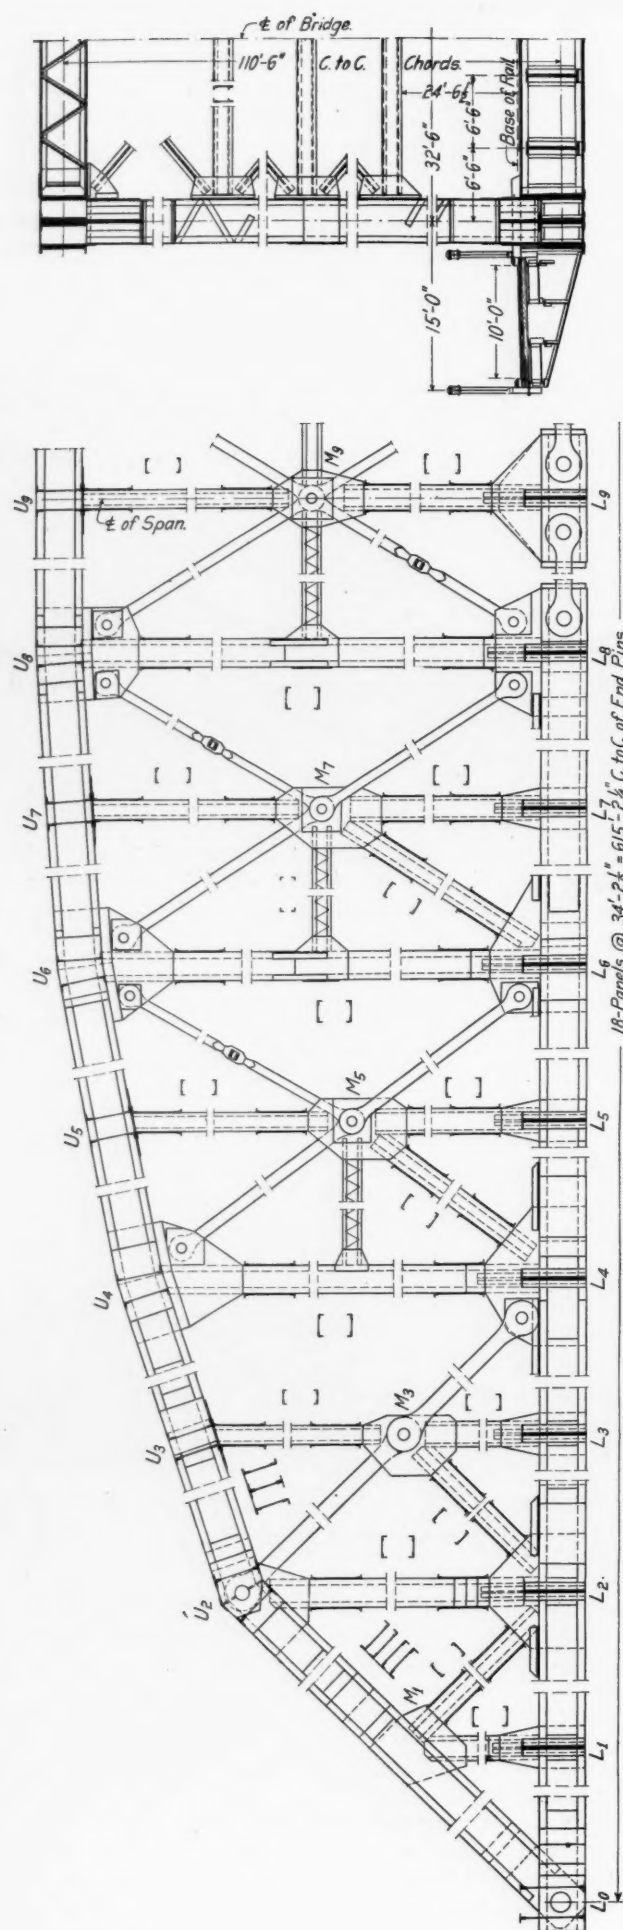 ℄ of Bridge.
110'-6" C. to C. Chords.
24'-6½"
32'-6"
6'-6"
6'-6"
Base of Rail
15'-0"
10'-0"
U9
M9
L9
℄ of Span.
U8
L8
U7
M7
L7
U6
L6
U5
M5
L5
U4
L4
U3
M3
L3
U2
L2
M1
L1
L0
18-Panels @ 34'-2⅛" = 615'-2¼" C. to C. of End Pins